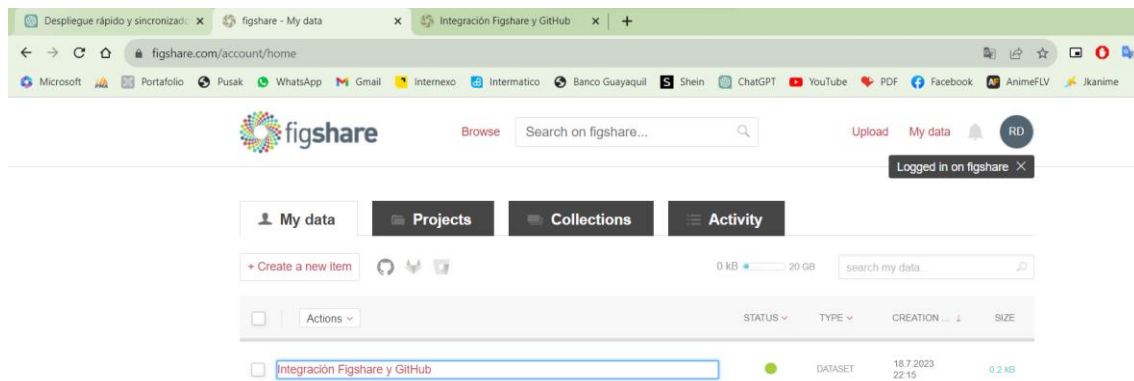 Despliegue rápido y sincronizado
figshare - My data
Integración Figshare y GitHub
figshare.com/account/home
Microsoft Portafolio Pusak WhatsApp Gmail Internexo Intermatico Banco Guayaquil Shein ChatGPT YouTube PDF Facebook AnimeFLV Jkanime
figshare Browse Search on figshare... Upload My data RD
Logged in on figshare
My data Projects Collections Activity
+ Create a new item 0 kB 20 GB search my data...
Actions STATUS TYPE CREATION ... SIZE
Integración Figshare y GitHub DATASET 18.7.2023 0.2 kB
22:15